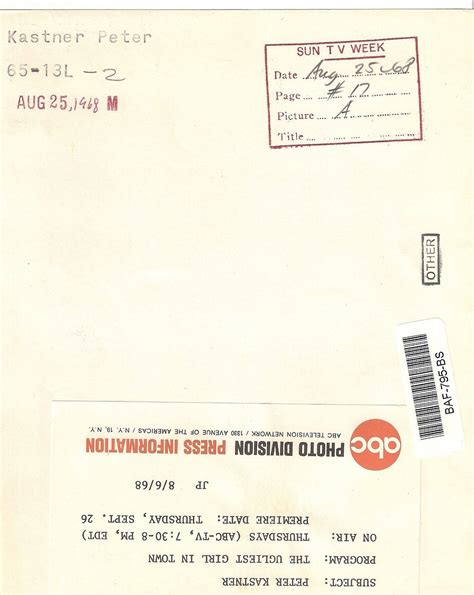 Kastner Peter
65-13L -2
AUG 25, 1968 M
SUN TV WEEK
Date Aug 25 68
Page # 17
Picture A
Title
OTHER
BAF-795-BS
abc PHOTO DIVISION PRESS INFORMATION
ABC TELEVISION NETWORK / 1330 AVENUE OF THE AMERICAS / N.Y., N.Y. 19
JP 8/6/68
SUBJECT: PETER KASTNER
PROGRAM: THE UGLIEST GIRL IN TOWN
ON AIR: THURSDAYS (ABC-TV, 7:30-8 PM, EDT)
PREMIERE DATE: THURSDAY, SEPT. 26